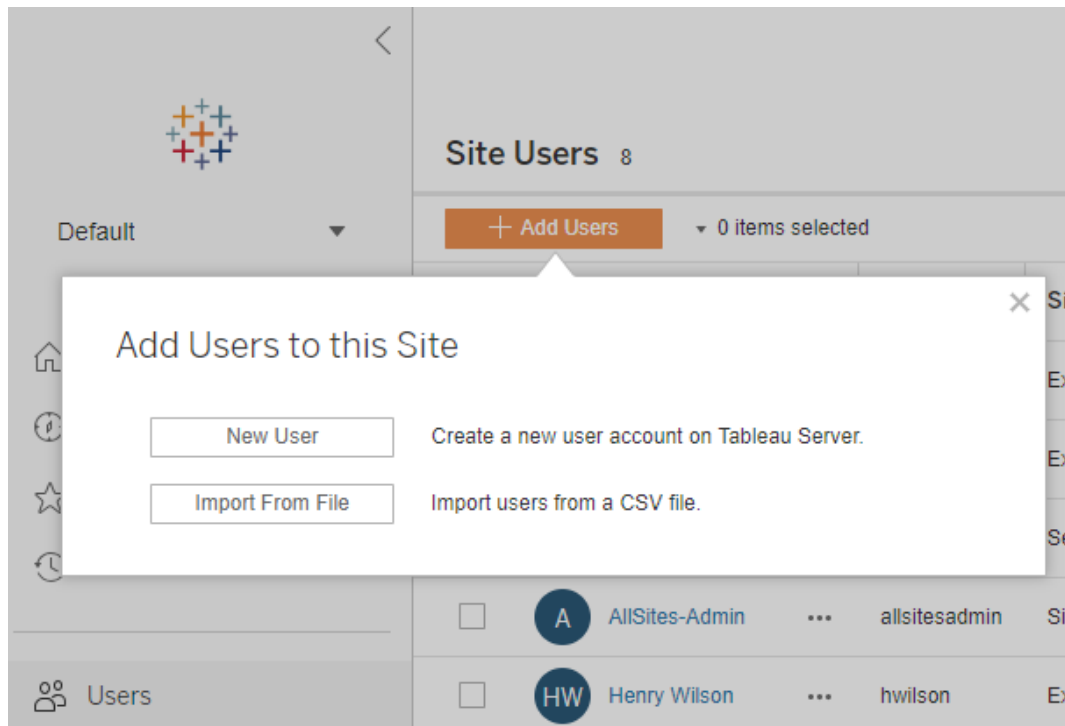 Site Users 8
Default
+ Add Users
0 items selected
Add Users to this Site
New User
Create a new user account on Tableau Server.
Import From File
Import users from a CSV file.
A
AllSites-Admin
allsitesadmin
HW
Henry Wilson
hwilson
Users